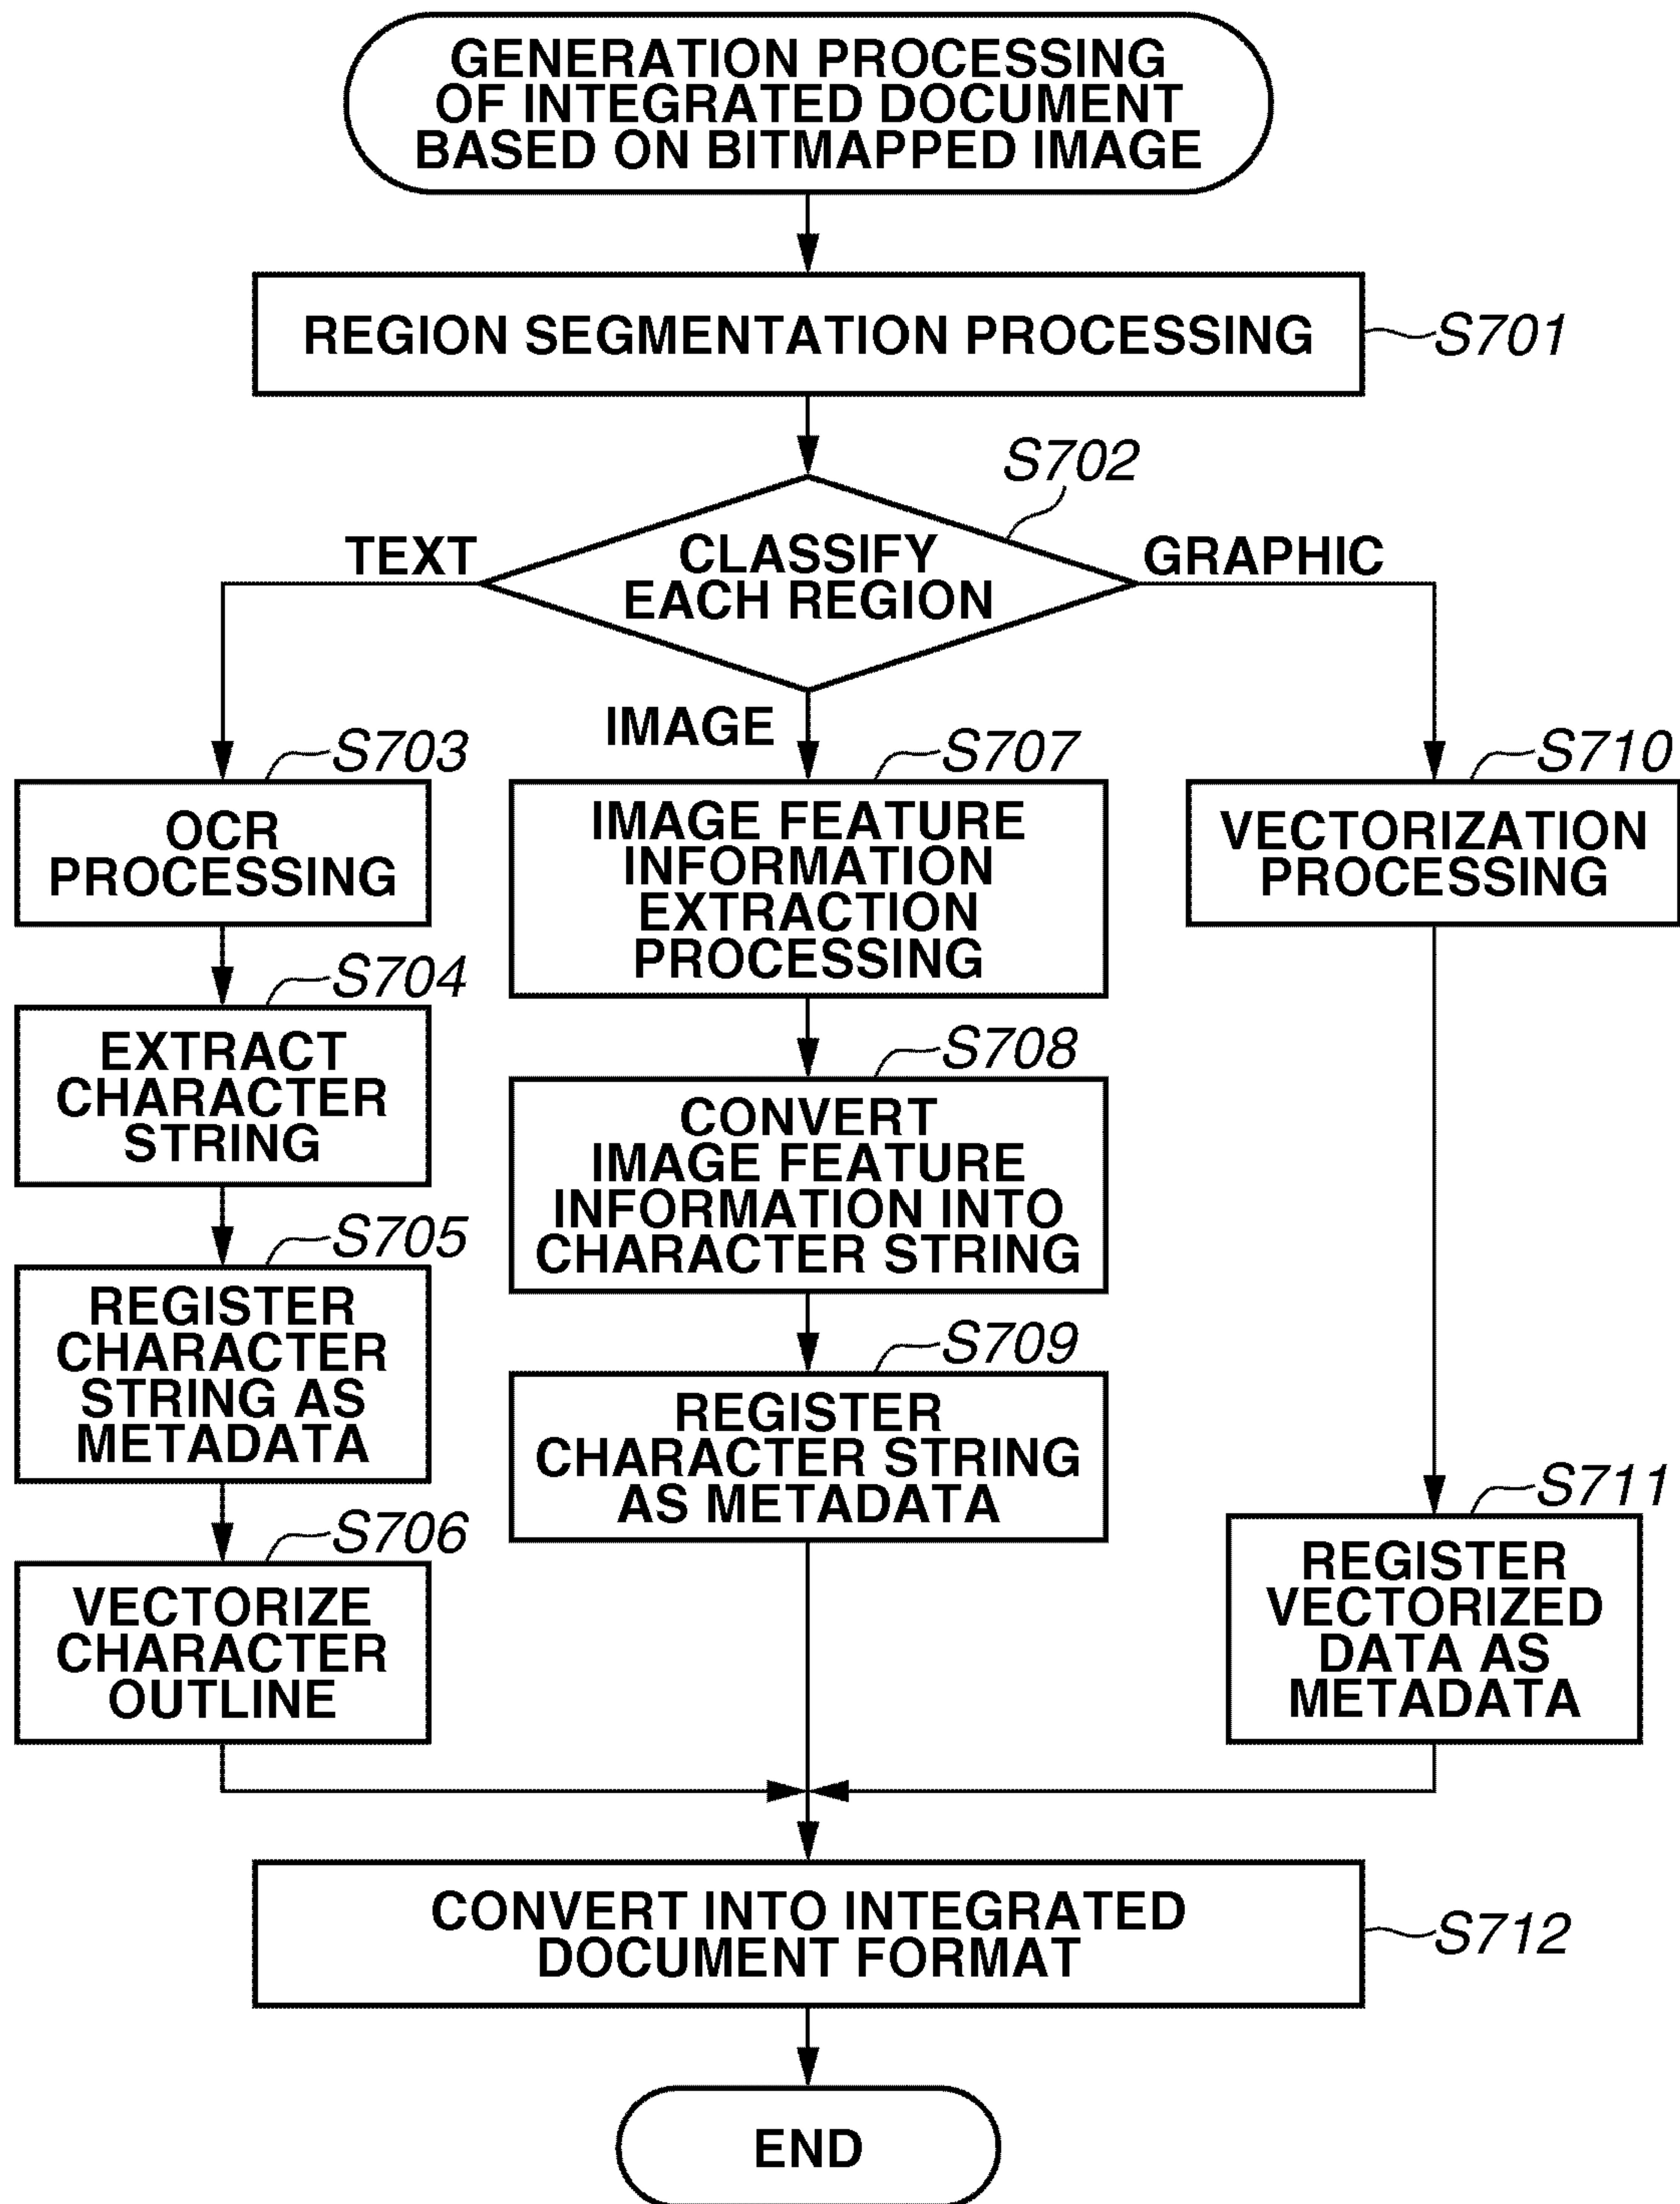 GENERATION PROCESSING
OF INTEGRATED DOCUMENT
BASED ON BITMAPPED IMAGE
REGION SEGMENTATION PROCESSING
S701
S702
CLASSIFY
EACH REGION
TEXT
IMAGE
GRAPHIC
S703
OCR
PROCESSING
S704
EXTRACT
CHARACTER
STRING
S705
REGISTER
CHARACTER
STRING AS
METADATA
S706
VECTORIZE
CHARACTER
OUTLINE
S707
IMAGE FEATURE
INFORMATION
EXTRACTION
PROCESSING
S708
CONVERT
IMAGE FEATURE
INFORMATION INTO
CHARACTER STRING
S709
REGISTER
CHARACTER STRING
AS METADATA
S710
VECTORIZATION
PROCESSING
S711
REGISTER
VECTORIZED
DATA AS
METADATA
CONVERT INTO INTEGRATED
DOCUMENT FORMAT
S712
END